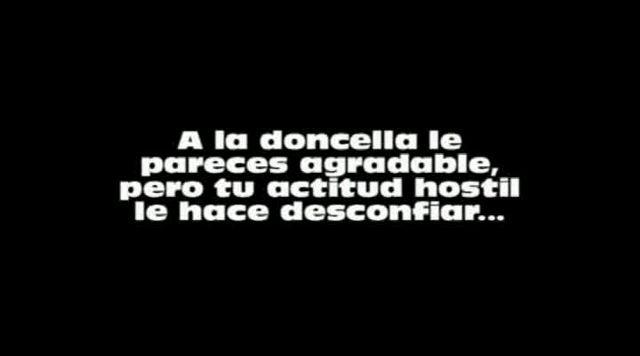 A la doncella le
pareces agradable,
pero tu actitud hostil
le hace desconfiar...